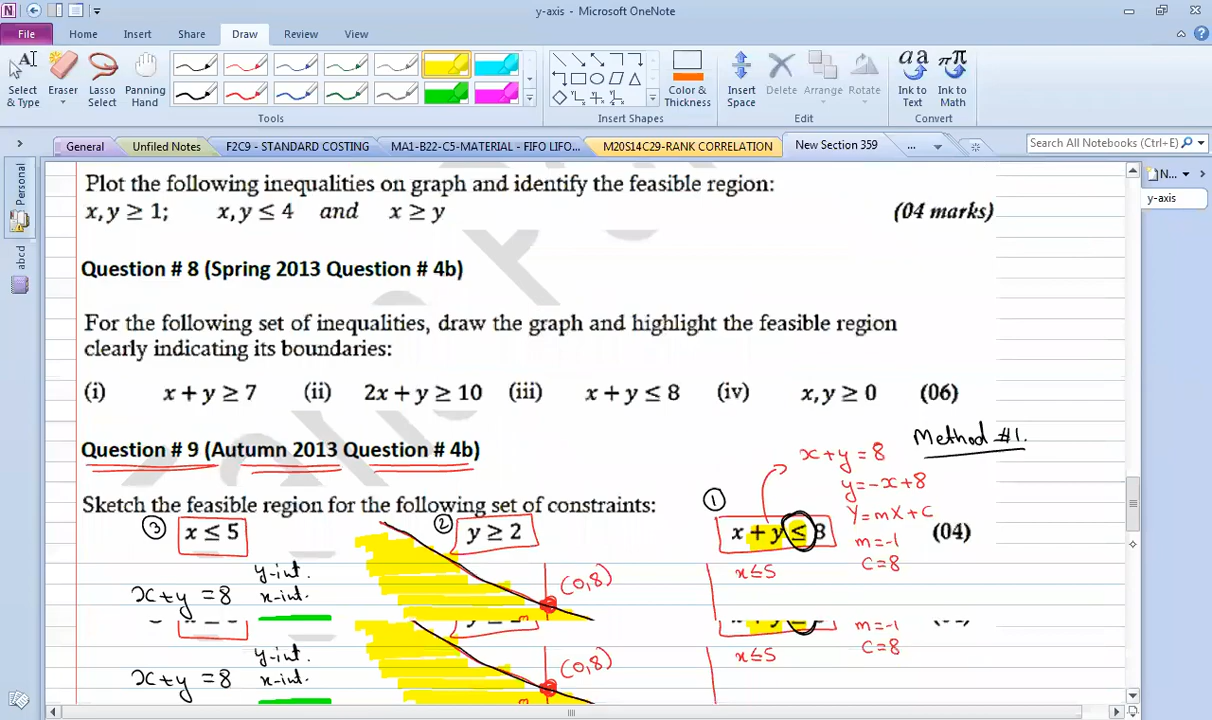 y-axis - Microsoft OneNote
File Home Insert Share Draw Review View
Select & Type Eraser Lasso Select Panning Hand Color & Thickness Insert Space Delete Arrange Rotate Ink to Text Ink to Math
Tools Insert Shapes Edit Convert
General Unfiled Notes F2C9 - STANDARD COSTING MA1-B22-C5-MATERIAL - FIFO LIFO... M20S14C29-RANK CORRELATION New Section 359 ... Search All Notebooks (Ctrl+E)
Personal
abcd
N...
y-axis
Plot the following inequalities on graph and identify the feasible region:
x, y ≥ 1; x, y ≤ 4 and x ≥ y (04 marks)
Question # 8 (Spring 2013 Question # 4b)
For the following set of inequalities, draw the graph and highlight the feasible region
clearly indicating its boundaries:
(i) x + y ≥ 7 (ii) 2x + y ≥ 10 (iii) x + y ≤ 8 (iv) x, y ≥ 0 (06)
Method #1.
Question # 9 (Autumn 2013 Question # 4b)
x+y = 8
y = -x+8
Y = mX + C
m = -1
C = 8
Sketch the feasible region for the following set of constraints:
③ x ≤ 5 ② y ≥ 2 ① x + y ≤ 8 (04)
x ≤ 5
x+y = 8 y-int. x-int. (0,8)
m = -1
C = 8
x ≤ 5
x+y = 8 y-int. x-int. (0,8)